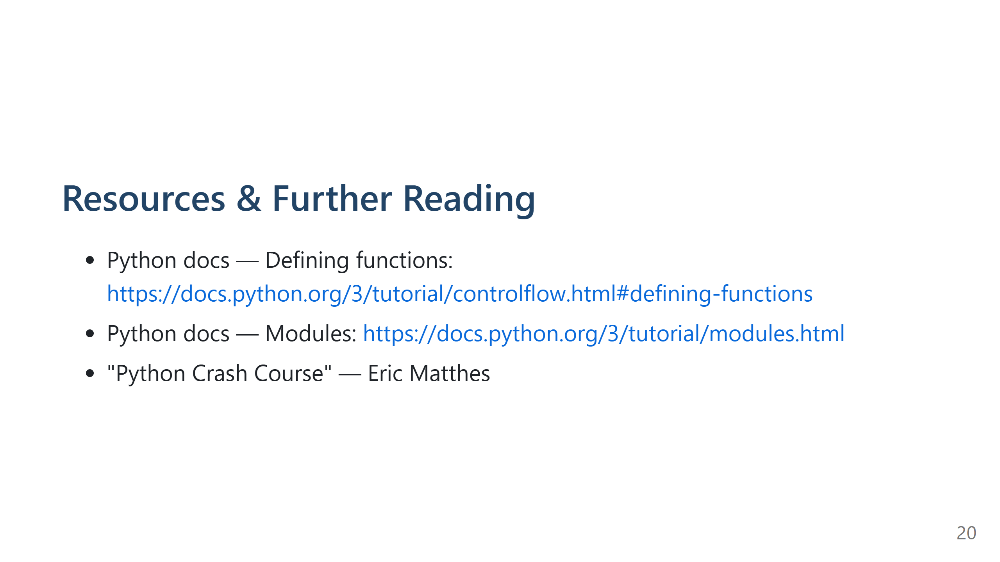 Resources & Further Reading
• Python docs — Defining functions:
https://docs.python.org/3/tutorial/controlflow.html#defining-functions
• Python docs — Modules: https://docs.python.org/3/tutorial/modules.html
• "Python Crash Course" — Eric Matthes
20